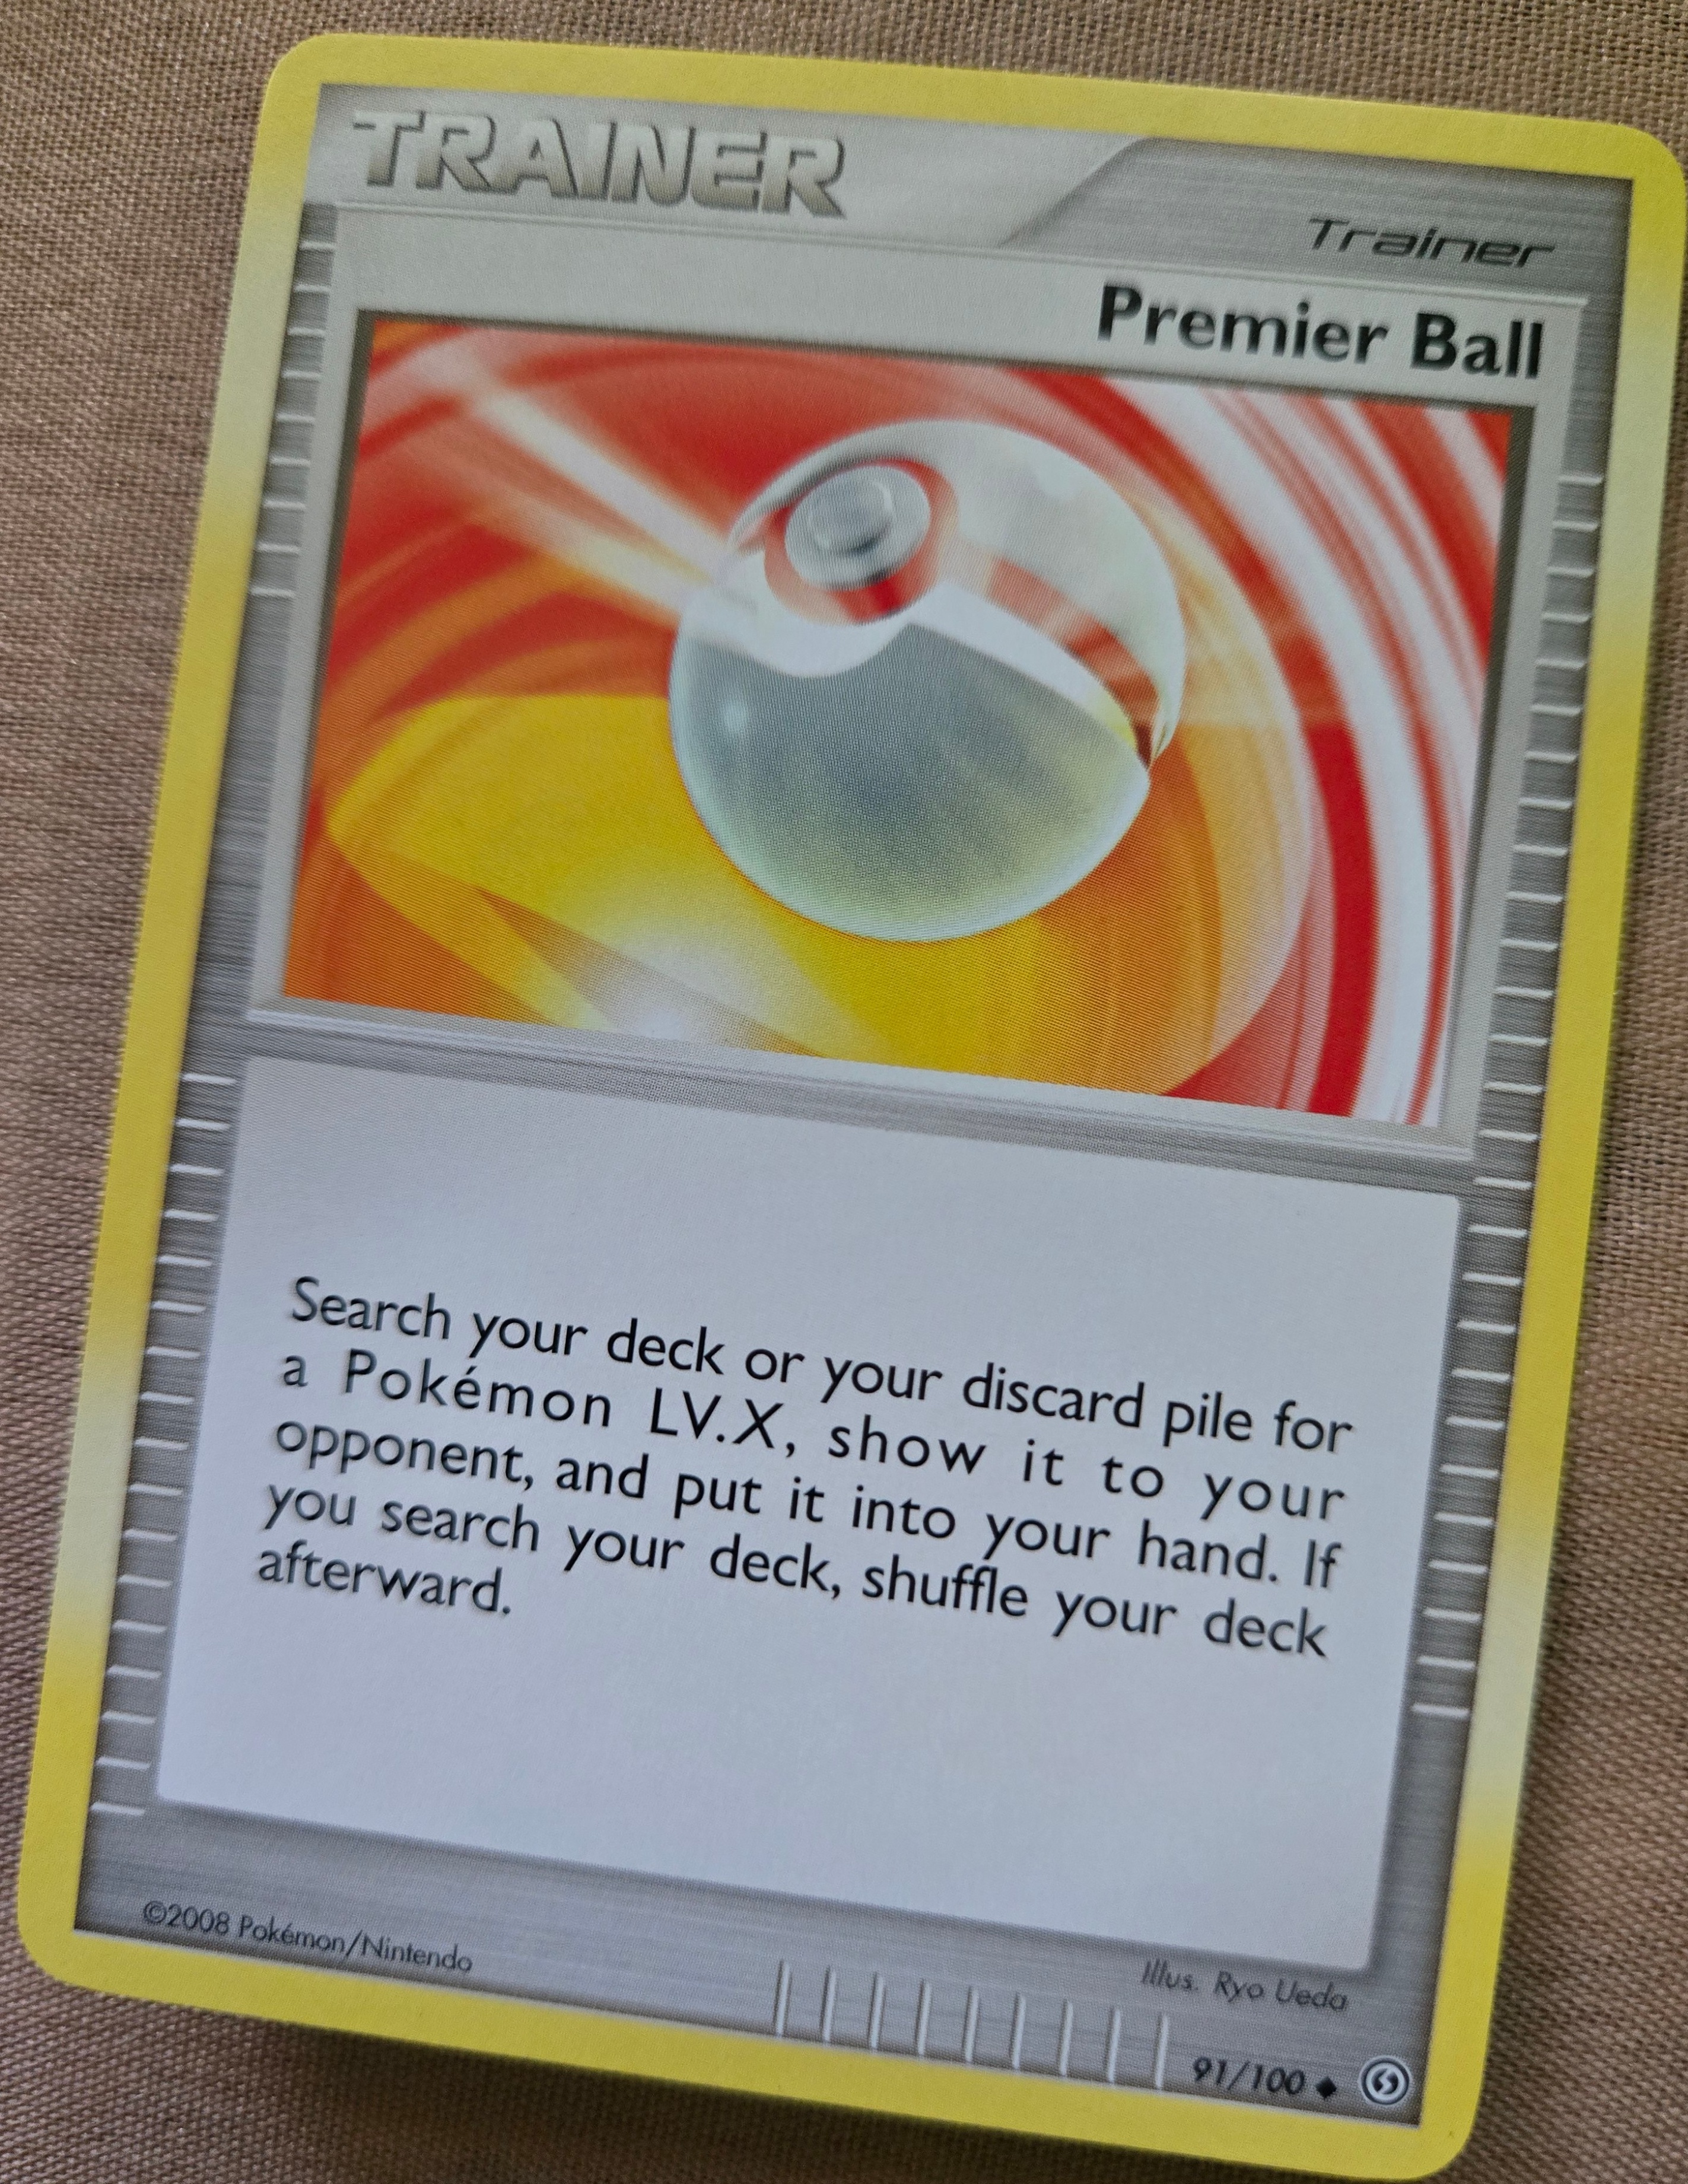 TRAINER
Trainer
Premier Ball
Search your deck or your discard pile for
a Pokémon LV.X, show it to your
opponent, and put it into your hand. If
you search your deck, shuffle your deck
afterward.
©2008 Pokémon/Nintendo
Illus. Ryo Ueda
91/100